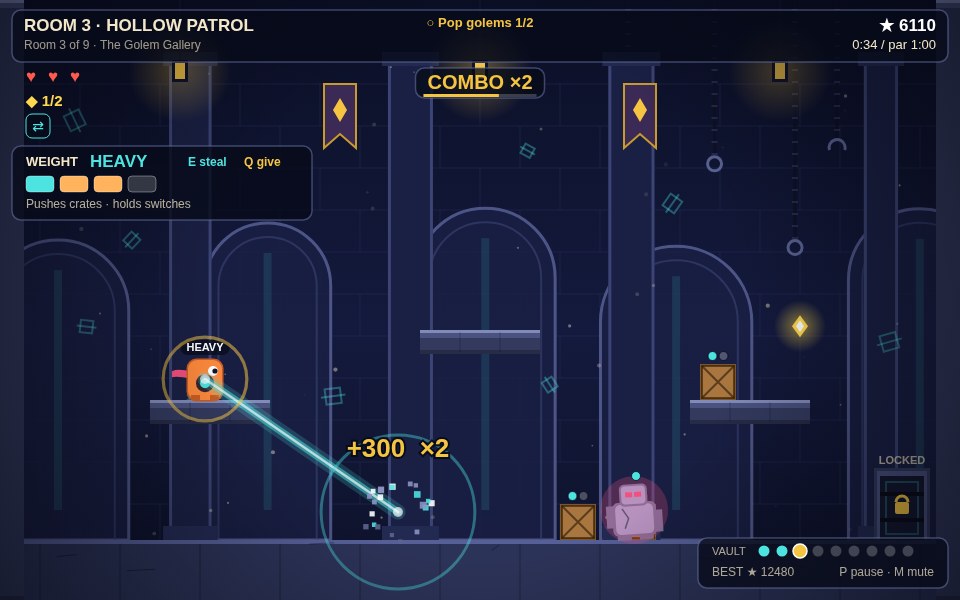 ROOM 3 · HOLLOW PATROL
Room 3 of 9 · The Golem Gallery
○ Pop golems 1/2
★ 6110
0:34 / par 1:00
◆ 1/2
COMBO ×2
WEIGHT HEAVY E steal Q give
Pushes crates · holds switches
HEAVY
+300 ×2
LOCKED
VAULT
BEST ★ 12480 P pause · M mute